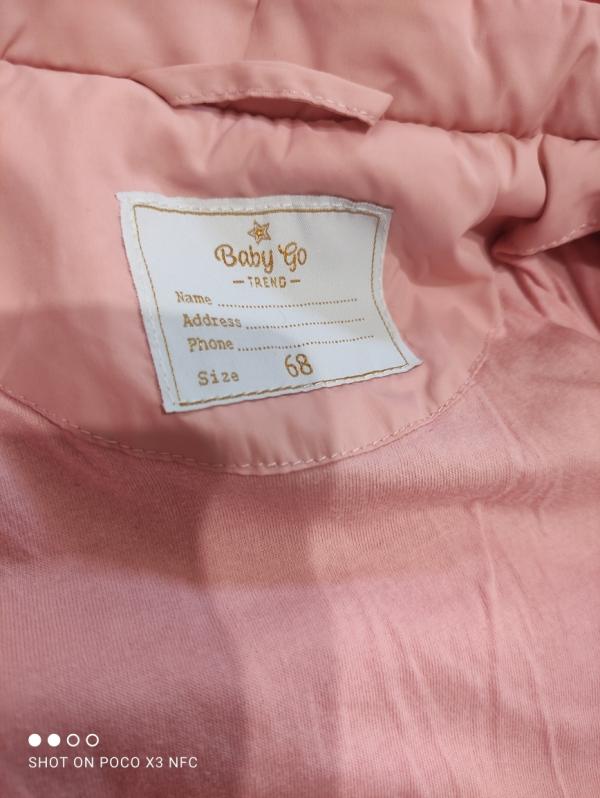 Baby Go
TREND
Name ........................
Address ........................
Phone ........................
Size 68
SHOT ON POCO X3 NFC